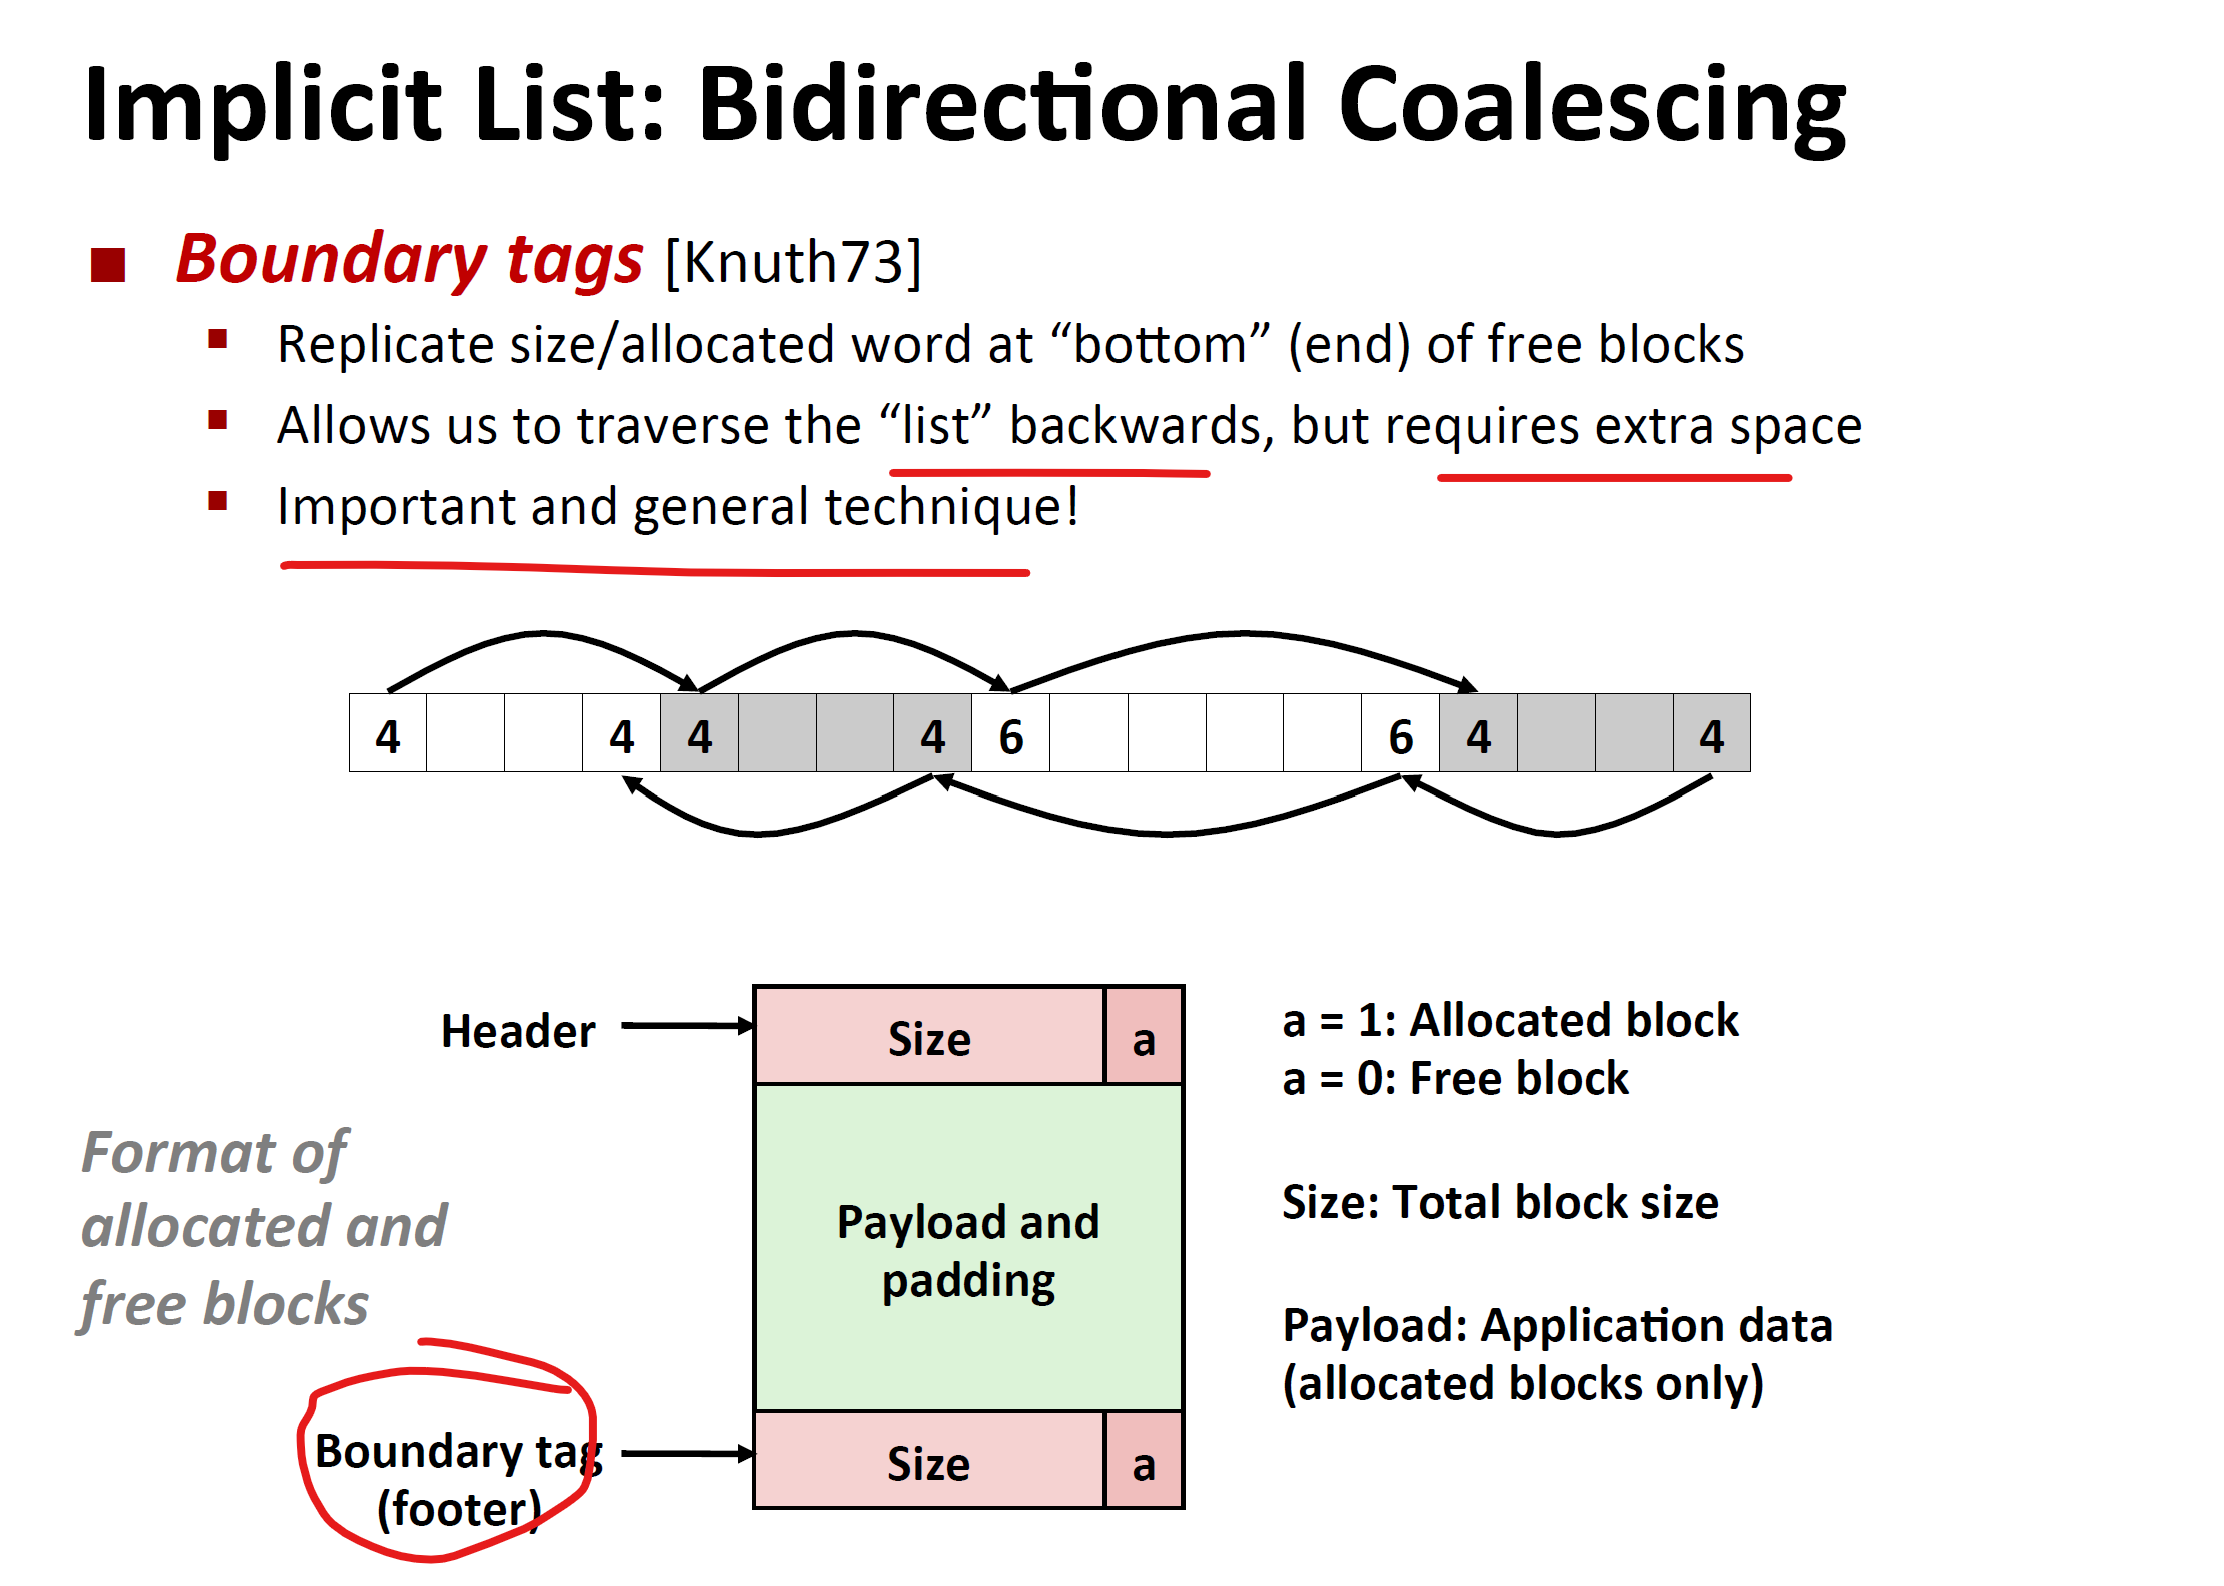 Implicit List: Bidirectional Coalescing
Boundary tags [Knuth73]
Replicate size/allocated word at “bottom” (end) of free blocks
Allows us to traverse the “list” backwards, but requires extra space
Important and general technique!
4 4 4 4 6 6 4 4
Header
Size a
a = 1: Allocated block
a = 0: Free block
Format of
allocated and
free blocks
Payload and
padding
Size: Total block size
Payload: Application data
(allocated blocks only)
Boundary tag
(footer)
Size a